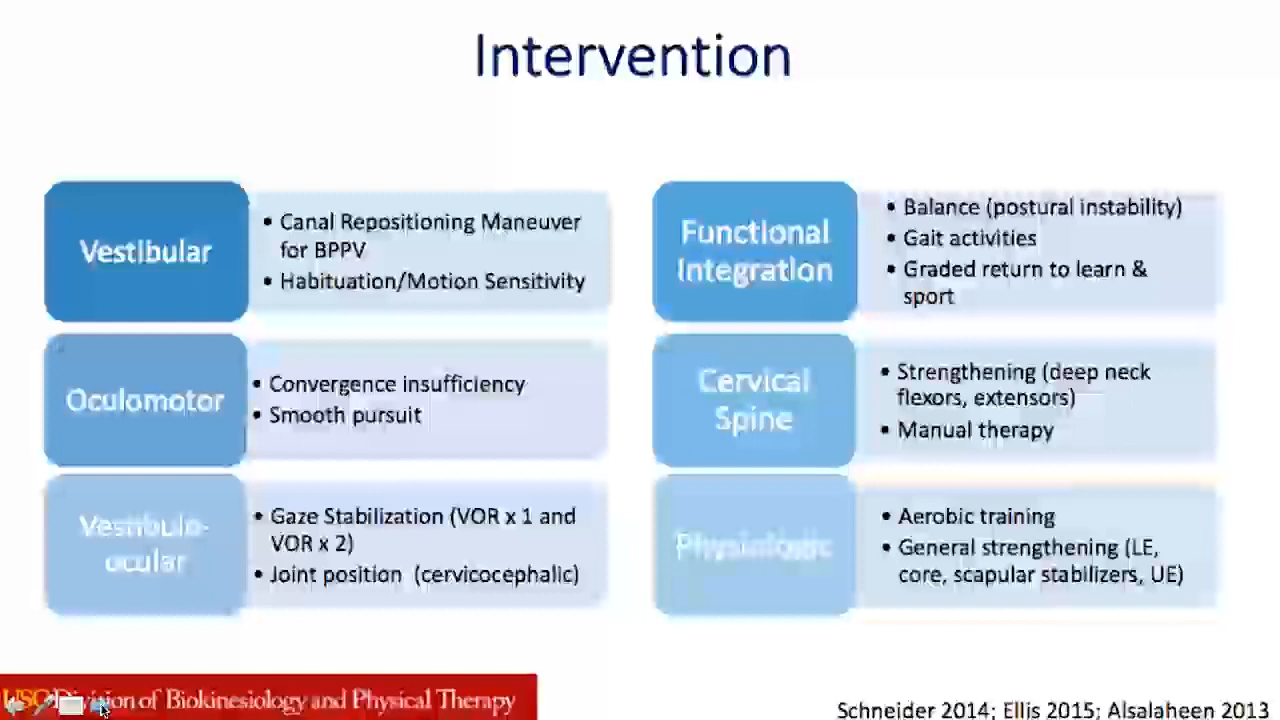 Intervention
Vestibular
• Canal Repositioning Maneuver
for BPPV
• Habituation/Motion Sensitivity
Oculomotor
• Convergence insufficiency
• Smooth pursuit
Vestibulo-
ocular
• Gaze Stabilization (VOR x 1 and
VOR x 2)
• Joint position (cervicocephalic)
Functional
Integration
• Balance (postural instability)
• Gait activities
• Graded return to learn &
sport
Cervical
Spine
• Strengthening (deep neck
flexors, extensors)
• Manual therapy
Physiologic
• Aerobic training
• General strengthening (LE,
core, scapular stabilizers, UE)
USC Division of Biokinesiology and Physical Therapy
Schneider 2014; Ellis 2015; Alsalaheen 2013